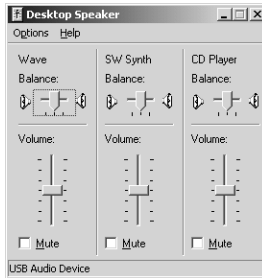 Desktop Speaker
Options Help
Wave SW Synth CD Player
Balance: Balance: Balance:
Volume: Volume: Volume:
Mute Mute Mute
USB Audio Device